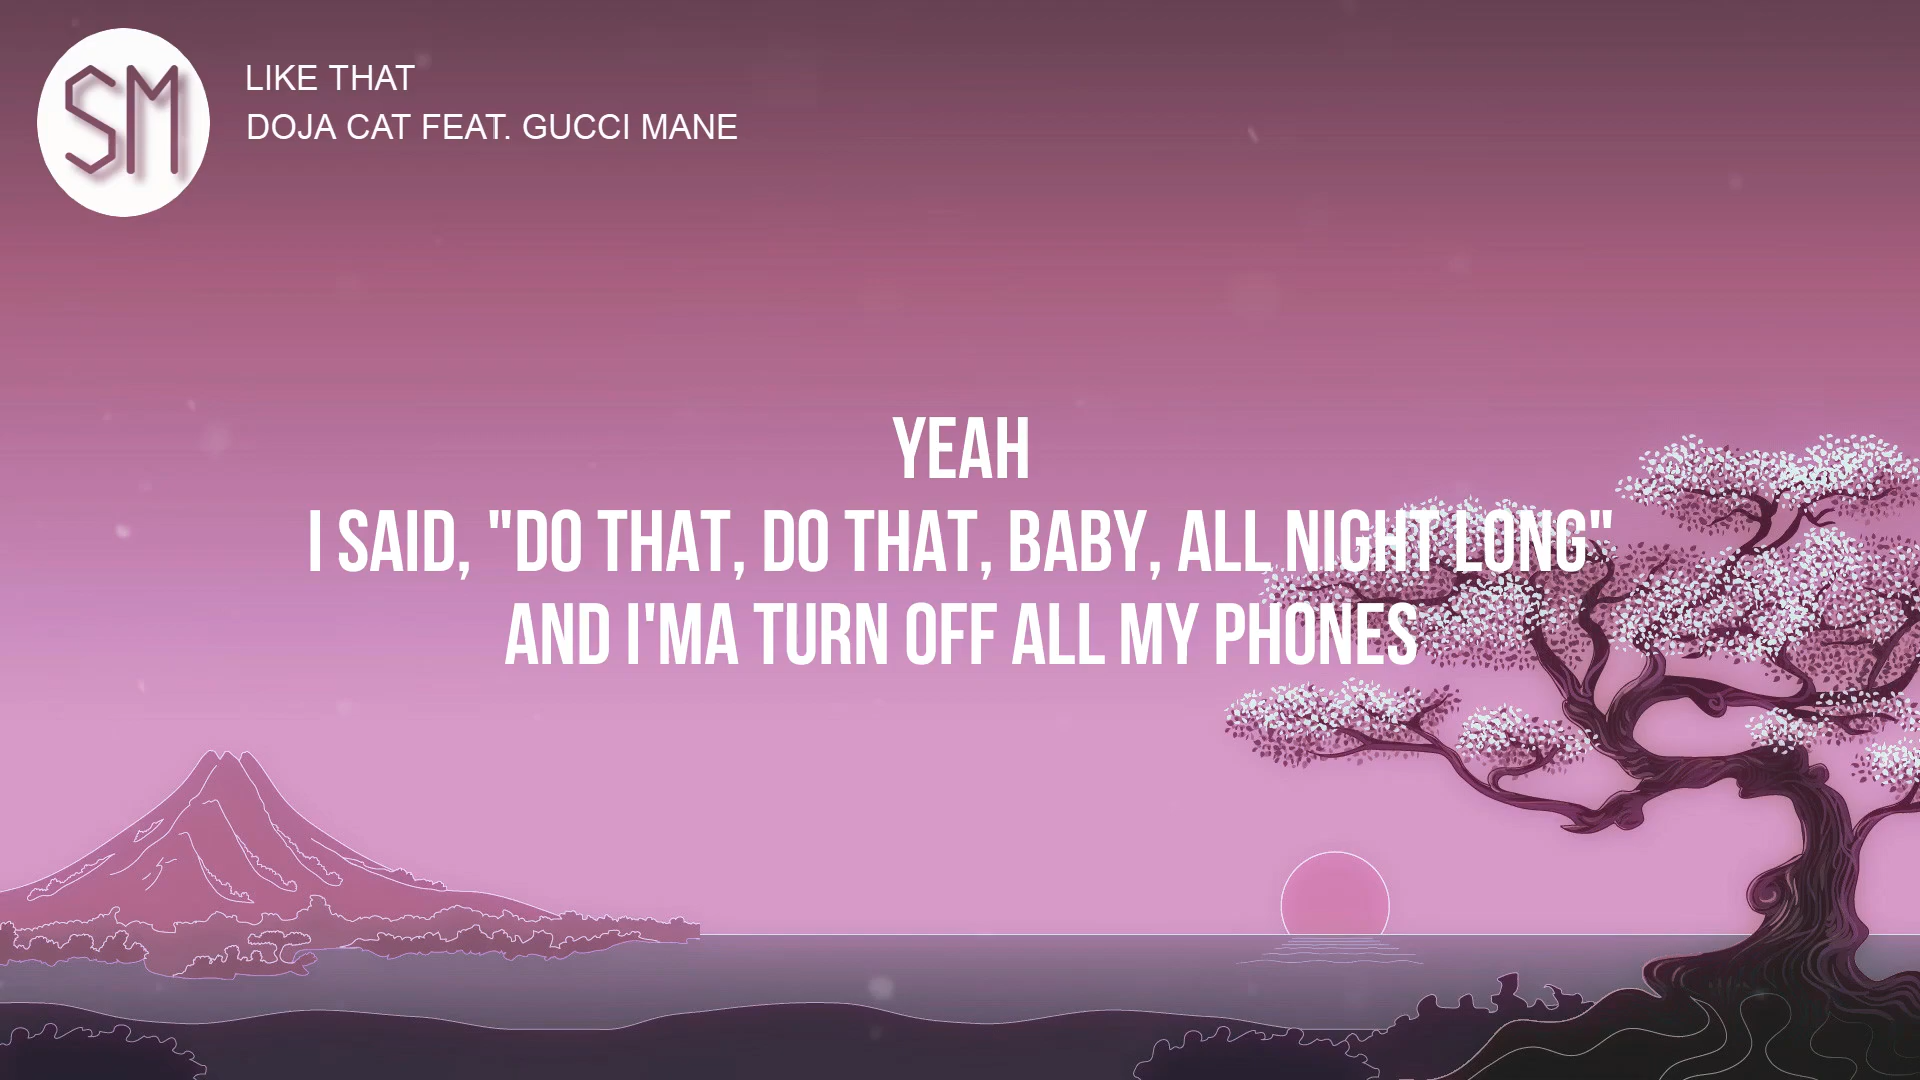 SM
LIKE THAT
DOJA CAT FEAT. GUCCI MANE
YEAH
I SAID, "DO THAT, DO THAT, BABY, ALL NIGHT LONG"
AND I'MA TURN OFF ALL MY PHONES